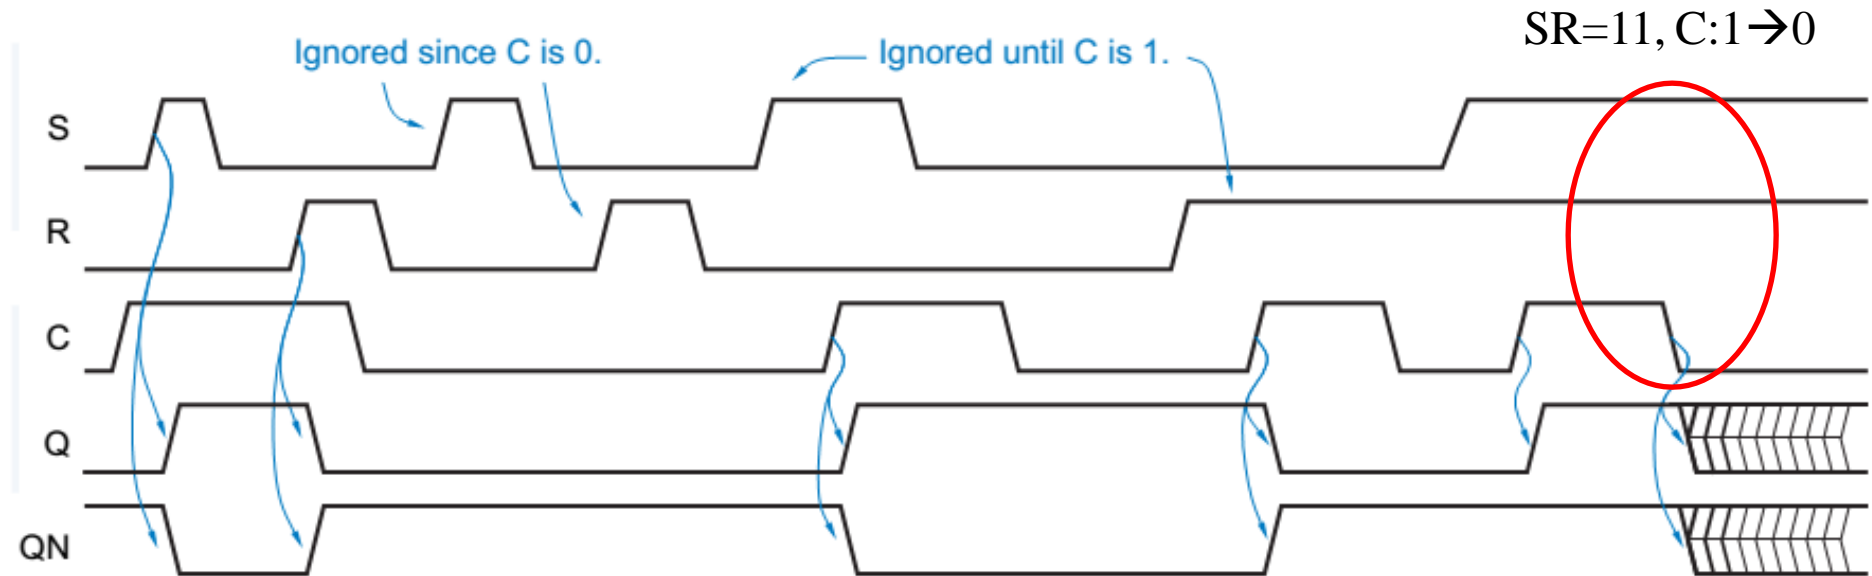 SR=11, C:1→0
Ignored since C is 0.
Ignored until C is 1.
S
R
C
Q
QN